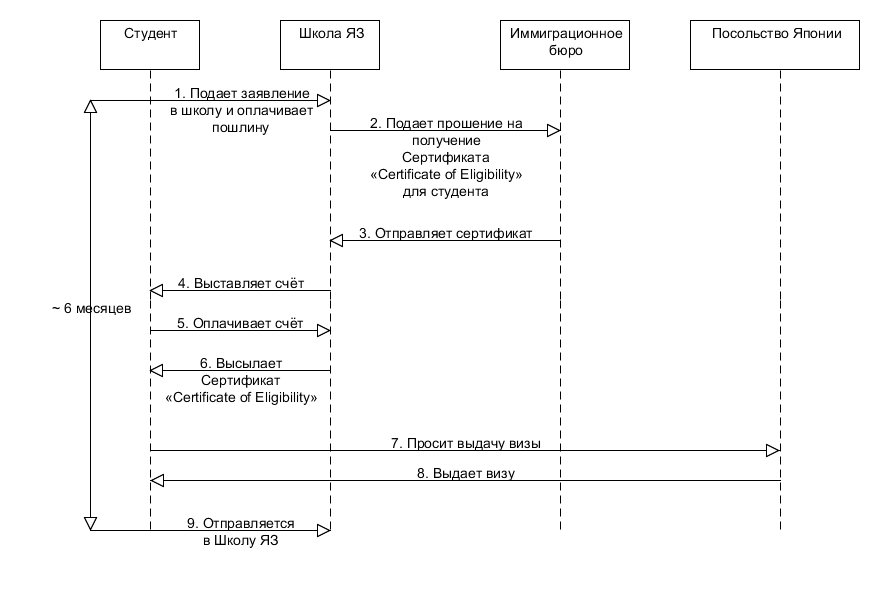 Студент
Школа ЯЗ
Иммиграционное
бюро
Посольство Японии
1. Подает заявление
в школу и оплачивает
пошлину
2. Подает прошение на
получение
Сертификата
«Certificate of Eligibility»
для студента
3. Отправляет сертификат
4. Выставляет счёт
~ 6 месяцев
5. Оплачивает счёт
6. Высылает
Сертификат
«Certificate of Eligibility»
7. Просит выдачу визы
8. Выдает визу
9. Отправляется
в Школу ЯЗ